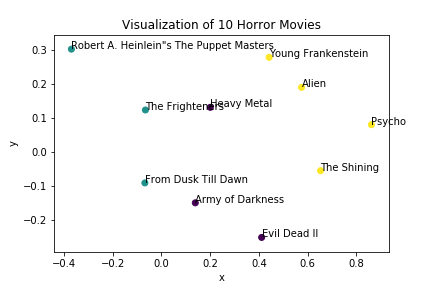 Visualization of 10 Horror Movies
0.3
0.2
0.1
0.0
−0.1
−0.2
y
Robert A. Heinlein"s The Puppet Masters
Young Frankenstein
Alien
The Frighteners
Heavy Metal
Psycho
The Shining
From Dusk Till Dawn
Army of Darkness
Evil Dead II
−0.4
−0.2
0.0
0.2
0.4
0.6
0.8
x